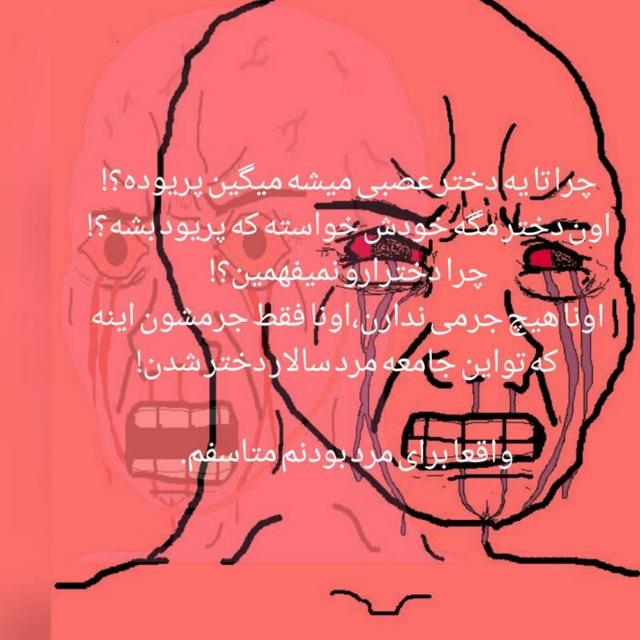 چرا تا یه دختر عصبی میشه میگین پریوده؟!
اون دختر مگه خودش خواسته که پریود بشه؟!
چرا دخترارو نمیفهمین؟!
اونا هیچ جرمی ندارن،اونا فقط جرمشون اینه
که تو این جامعه مرد سالار دختر شدن!
واقعا برای مرد بودنم متاسفم.